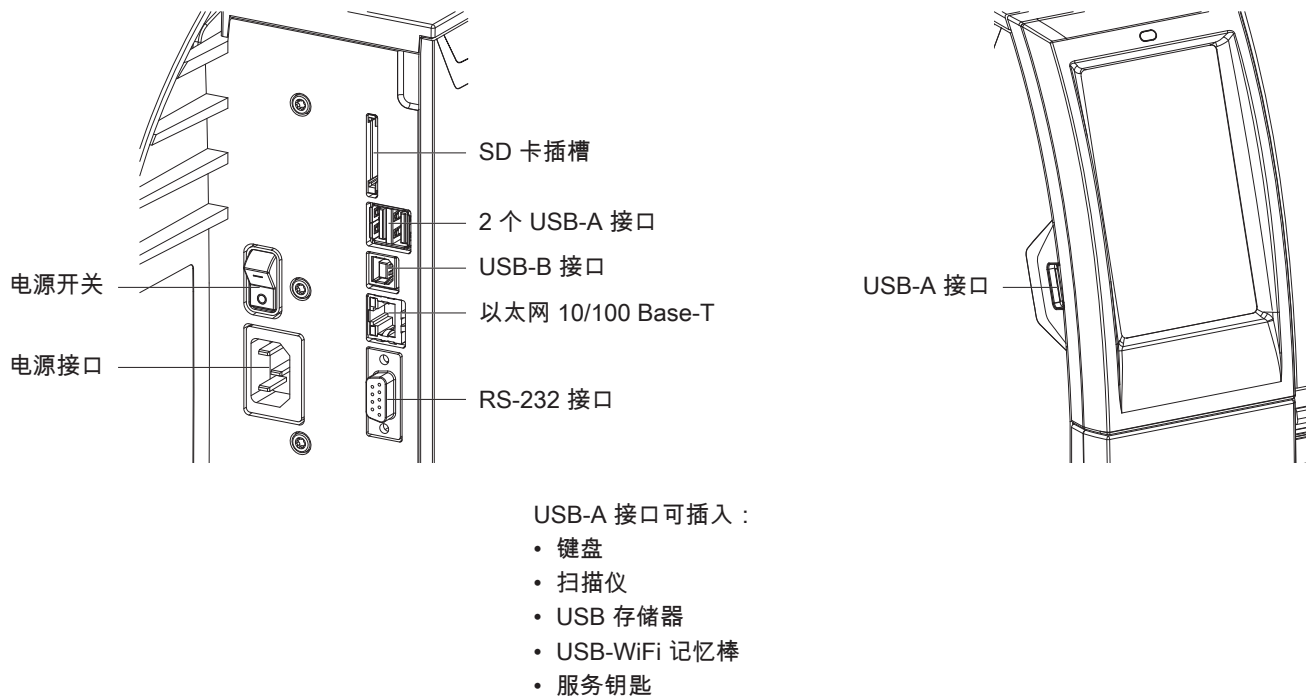 SD 卡插槽
2 个 USB-A 接口
USB-B 接口
以太网 10/100 Base-T
RS-232 接口
电源开关
电源接口
USB-A 接口
USB-A 接口可插入：
• 键盘
• 扫描仪
• USB 存储器
• USB-WiFi 记忆棒
• 服务钥匙